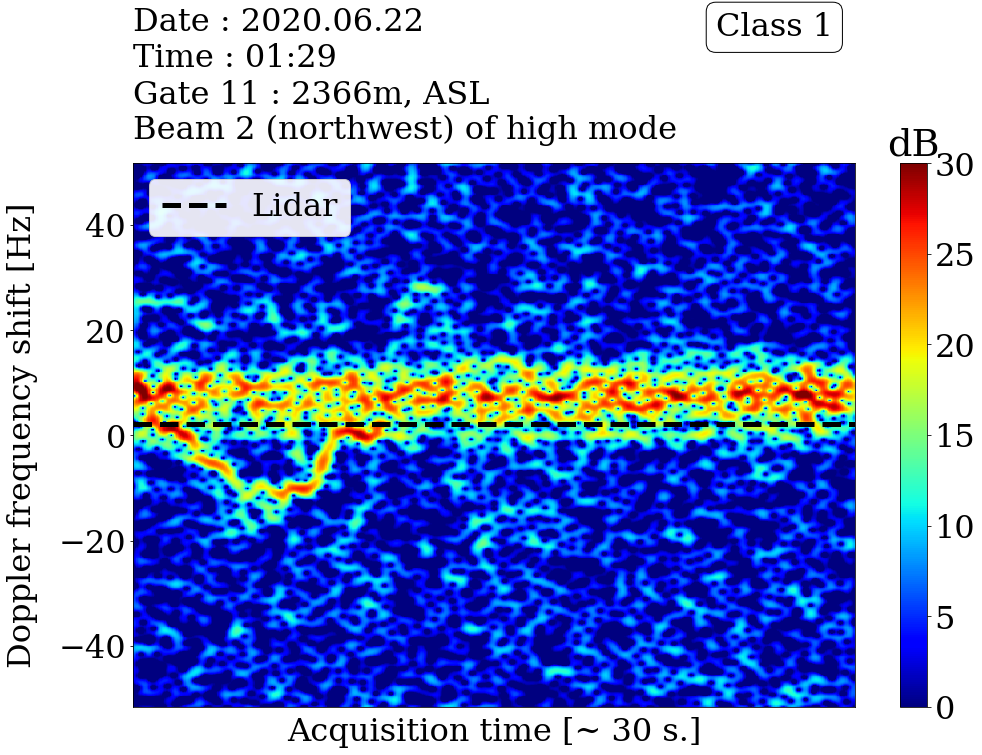 Date : 2020.06.22
Time : 01:29
Gate 11 : 2366m, ASL
Beam 2 (northwest) of high mode
Class 1
dB
30
25
20
15
10
5
0
Lidar
Doppler frequency shift [Hz]
40
20
0
−20
−40
Acquisition time [~ 30 s.]